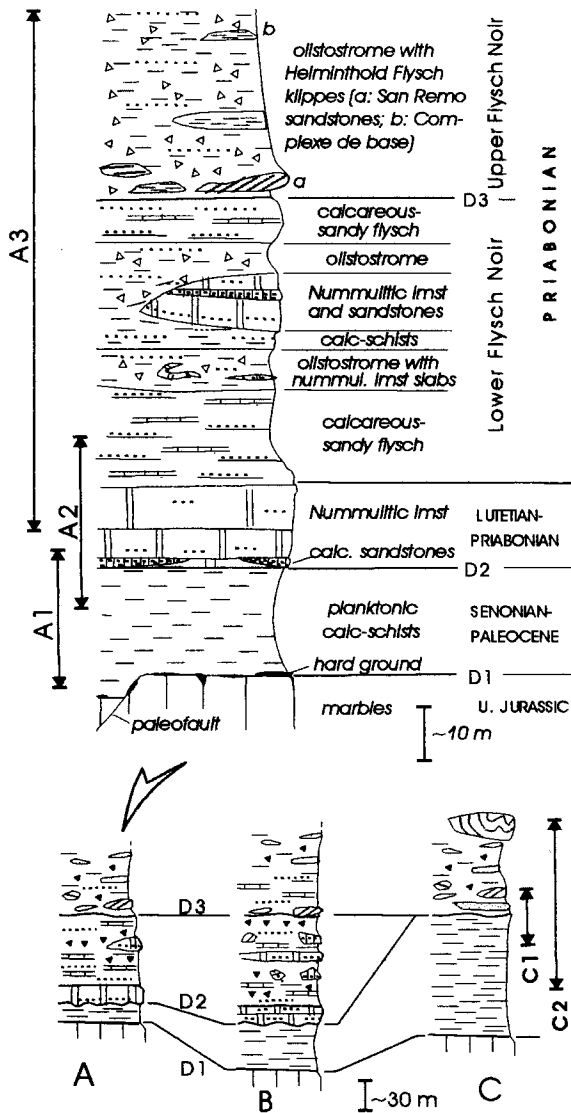 b
olistostrome with
Helminthoid Flysch
klippes (a: San Remo
sandstones; b: Com-
plexe de base)
a
D3
calcareous-
sandy flysch
olistostrome
Nummulitic lmst
and sandstones
calc-schists
olistostrome with
nummul. lmst slabs
calcareous-
sandy flysch
Nummulitic lmst
calc. sandstones
D2
planktonic
calc-schists
hard ground
D1
marbles
paleofault
Upper Flysch Noir
Lower Flysch Noir
PRIABONIAN
LUTETIAN-
PRIABONIAN
SENONIAN-
PALEOCENE
U. JURASSIC
~10 m
A3
A2
A1
D3
D2
D1
A
B
C
C1
C2
~30 m